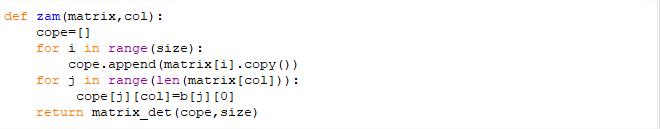 def zam(matrix,col):
    cope=[]
    for i in range(size):
        cope.append(matrix[i].copy())
    for j in range(len(matrix[col])):
         cope[j][col]=b[j][0]
    return matrix_det(cope,size)